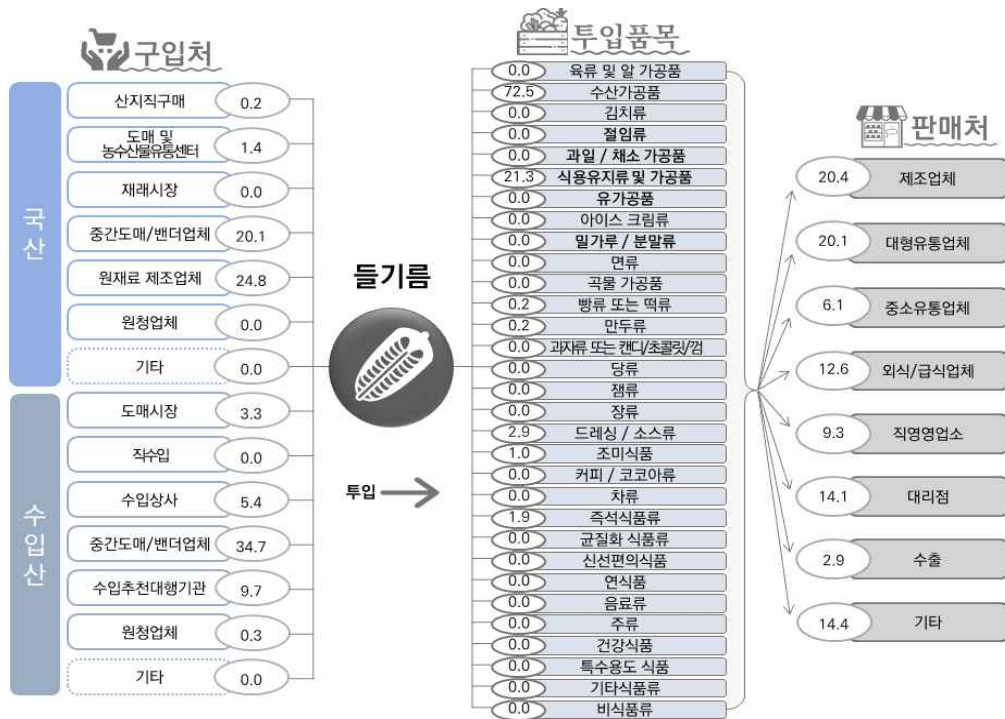 구입처
국산
산지직구매 0.2
도매 및
농수산물유통센터 1.4
재래시장 0.0
중간도매/밴더업체 20.1
원재료 제조업체 24.8
원청업체 0.0
기타 0.0
수입산
도매시장 3.3
직수입 0.0
수입상사 5.4
중간도매/밴더업체 34.7
수입추천대행기관 9.7
원청업체 0.3
기타 0.0
들기름
투입
투입품목
0.0 육류 및 알 가공품
72.5 수산가공품
0.0 김치류
0.0 절임류
0.0 과일 / 채소 가공품
21.3 식용유지류 및 가공품
0.0 유가공품
0.0 아이스 크림류
0.0 밀가루 / 분말류
0.0 면류
0.0 곡물 가공품
0.2 빵류 또는 떡류
0.2 만두류
0.0 과자류 또는 캔디/초콜릿/껌
0.0 당류
0.0 잼류
0.0 장류
2.9 드레싱 / 소스류
1.0 조미식품
0.0 커피 / 코코아류
0.0 차류
1.9 즉석식품류
0.0 균질화 식품류
0.0 신선편의식품
0.0 연식품
0.0 음료류
0.0 주류
0.0 건강식품
0.0 특수용도 식품
0.0 기타식품류
0.0 비식품류
판매처
20.4 제조업체
20.1 대형유통업체
6.1 중소유통업체
12.6 외식/급식업체
9.3 직영영업소
14.1 대리점
2.9 수출
14.4 기타